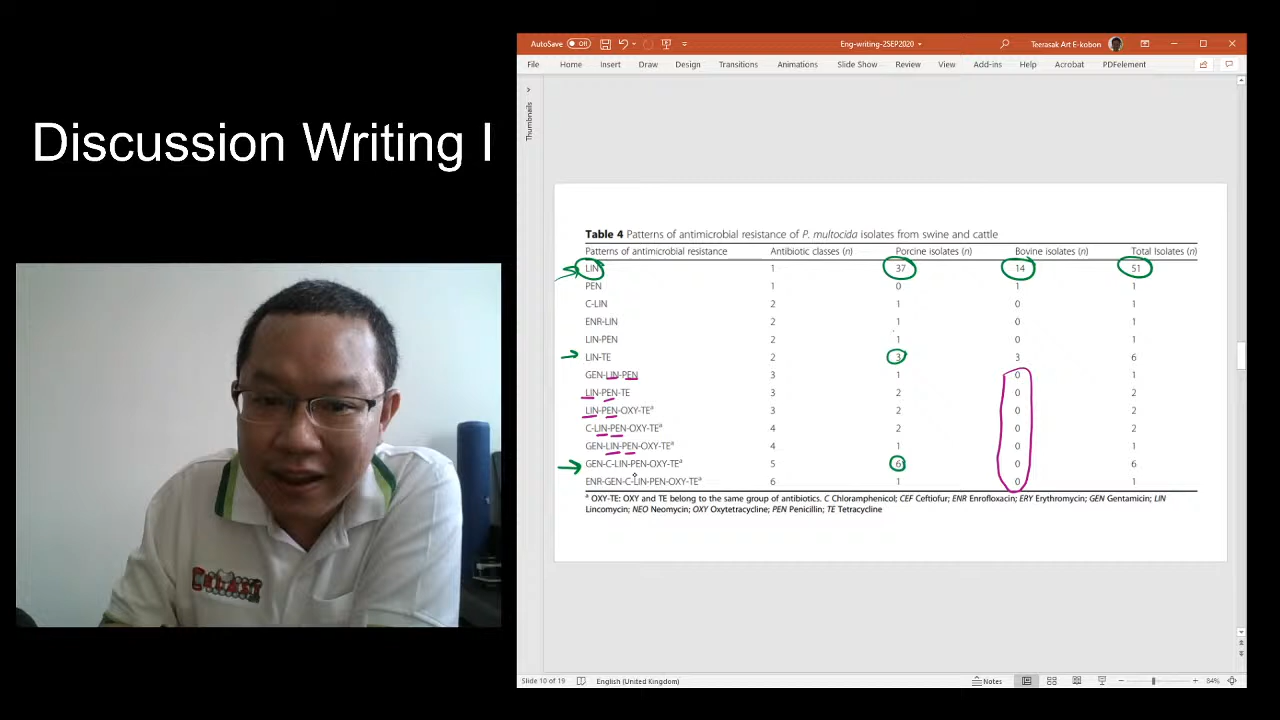 Discussion Writing I
AutoSave Off
Eng-writing-2SEP2020
Teerasak Art E-kobon
File Home Insert Draw Design Transitions Animations Slide Show Review View Add-ins Help Acrobat PDFelement
Thumbnails
Table 4 Patterns of antimicrobial resistance of P. multocida isolates from swine and cattle
Patterns of antimicrobial resistance Antibiotic classes (n) Porcine isolates (n) Bovine isolates (n) Total Isolates (n)
LIN 1 37 14 51
PEN 1 0 1 1
C-LIN 2 1 0 1
ENR-LIN 2 1 0 1
LIN-PEN 2 1 0 1
LIN-TE 2 3 3 6
GEN-LIN-PEN 3 1 0 1
LIN-PEN-TE 3 2 0 2
LIN-PEN-OXY-TEª 3 2 0 2
C-LIN-PEN-OXY-TEª 4 2 0 2
GEN-LIN-PEN-OXY-TEª 4 1 0 1
GEN-C-LIN-PEN-OXY-TEª 5 6 0 6
ENR-GEN-C-LIN-PEN-OXY-TEª 6 1 0 1
ª OXY-TE: OXY and TE belong to the same group of antibiotics. C Chloramphenicol; CEF Ceftiofur; ENR Enrofloxacin; ERY Erythromycin; GEN Gentamicin; LIN
Lincomycin; NEO Neomycin; OXY Oxytetracycline; PEN Penicillin; TE Tetracycline
Slide 10 of 19 English (United Kingdom) Notes 84%